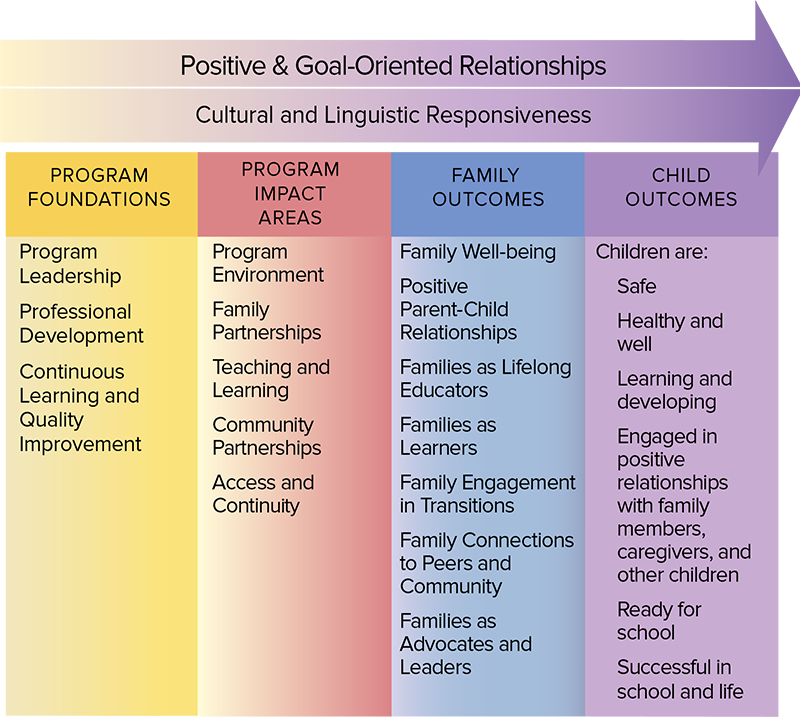 Positive & Goal-Oriented Relationships
Cultural and Linguistic Responsiveness
PROGRAM
FOUNDATIONS
Program
Leadership
Professional
Development
Continuous
Learning and
Quality
Improvement
PROGRAM
IMPACT
AREAS
Program
Environment
Family
Partnerships
Teaching and
Learning
Community
Partnerships
Access and
Continuity
FAMILY
OUTCOMES
Family Well-being
Positive
Parent-Child
Relationships
Families as Lifelong
Educators
Families as
Learners
Family Engagement
in Transitions
Family Connections
to Peers and
Community
Families as
Advocates and
Leaders
CHILD
OUTCOMES
Children are:
Safe
Healthy and
well
Learning and
developing
Engaged in
positive
relationships
with family
members,
caregivers, and
other children
Ready for
school
Successful in
school and life